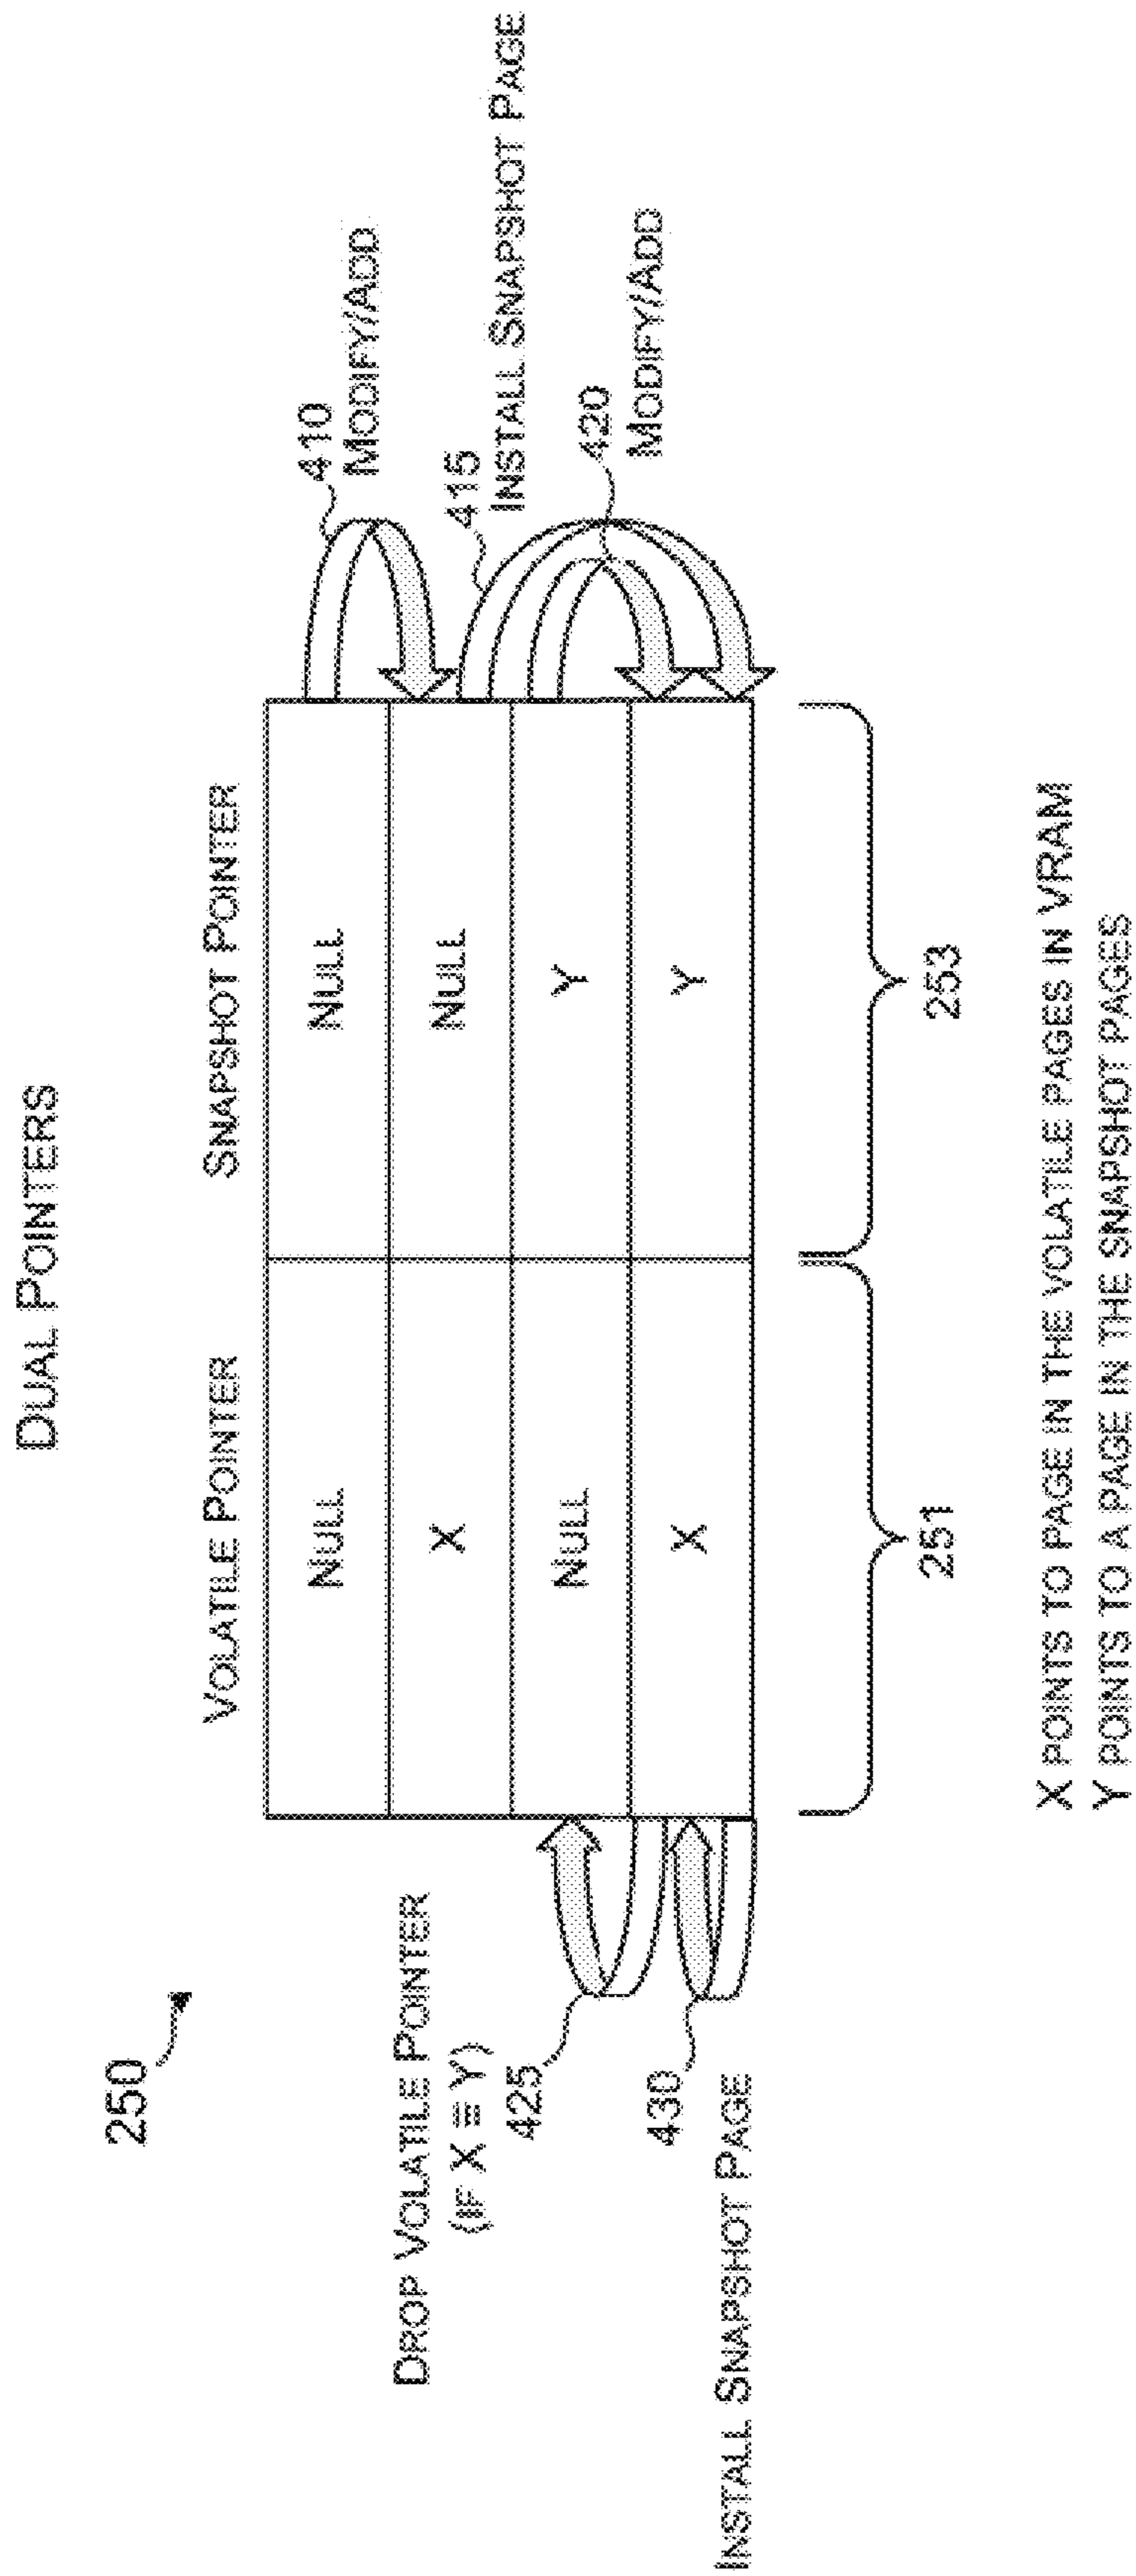 DUAL POINTERS
250
VOLATILE POINTER
SNAPSHOT POINTER
NULL
NULL
X
NULL
NULL
Y
X
Y
410
MODIFY/ADD
415
INSTALL SNAPSHOT PAGE
420
MODIFY/ADD
DROP VOLATILE POINTER
(IF X ≡ Y)
425
430
INSTALL SNAPSHOT PAGE
251
253
X POINTS TO PAGE IN THE VOLATILE PAGES IN VRAM
Y POINTS TO A PAGE IN THE SNAPSHOT PAGES